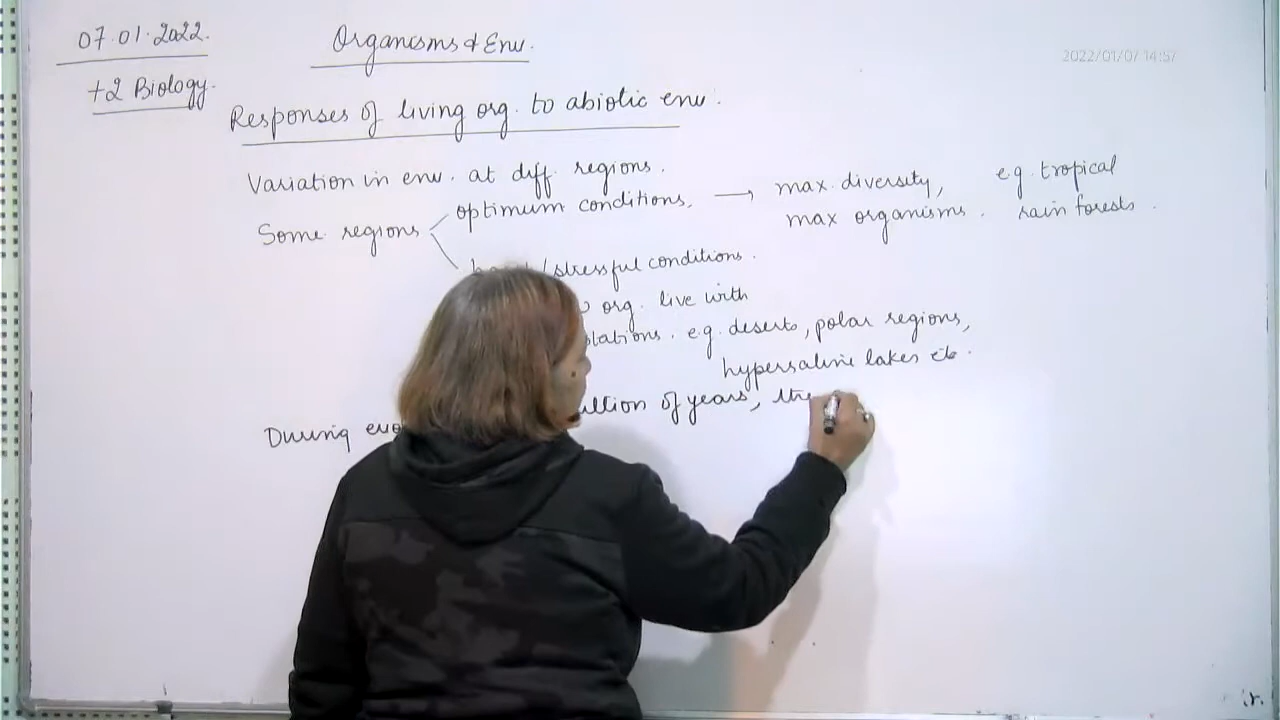 07.01.2022.
Organisms & Env.
2022/01/07 14:57
+2 Biology.
Responses of living org. to abiotic env.
Variation in env. at diff. regions.
Some regions
optimum conditions. → max. diversity, max organisms.
e.g. tropical rain forests.
/stressful conditions.
org. live with
e.g. deserts, polar regions,
hypersaline lakes etc.
During
of years,